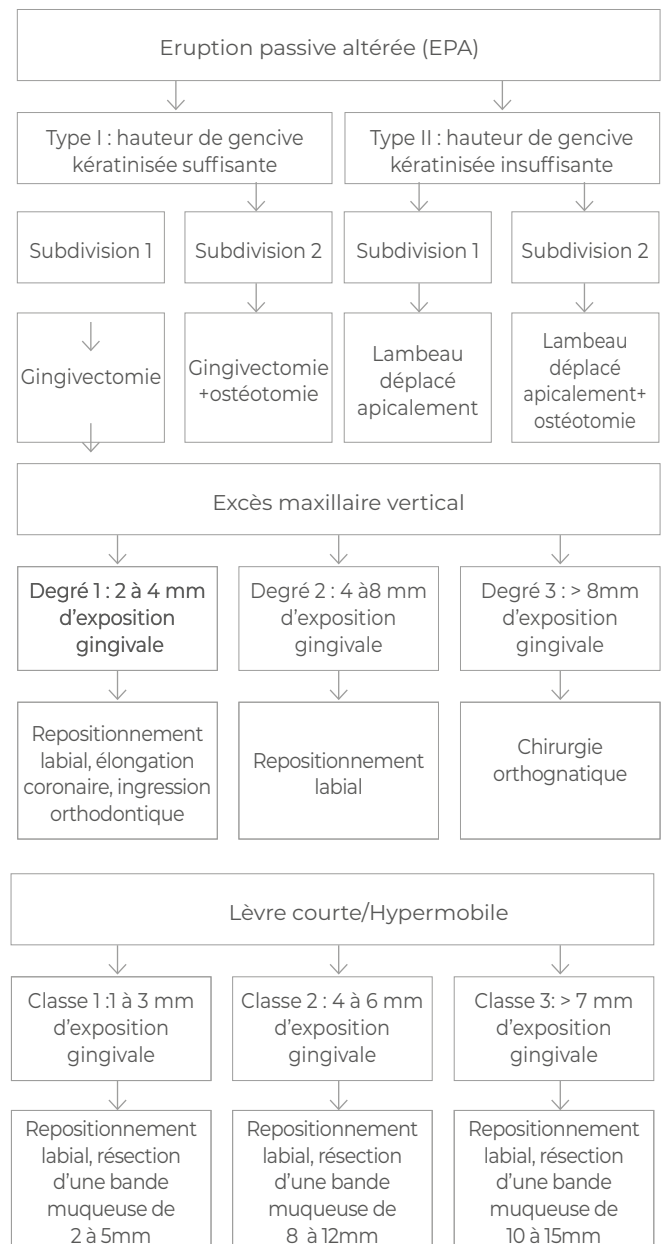 Eruption passive altérée (EPA)
Type I : hauteur de gencive
kératinisée suffisante
Type II : hauteur de gencive
kératinisée insuffisante
Subdivision 1
Subdivision 2
Subdivision 1
Subdivision 2
Gingivectomie
Gingivectomie
+ostéotomie
Lambeau
déplacé
apicalement
Lambeau
déplacé
apicalement+
ostéotomie
Excès maxillaire vertical
Degré 1 : 2 à 4 mm
d’exposition
gingivale
Degré 2 : 4 à8 mm
d’exposition
gingivale
Degré 3 : > 8mm
d’exposition
gingivale
Repositionnement
labial, élongation
coronaire, ingression
orthodontique
Repositionnement
labial
Chirurgie
orthognatique
Lèvre courte/Hypermobile
Classe 1 :1 à 3 mm
d’exposition
gingivale
Classe 2 : 4 à 6 mm
d’exposition
gingivale
Classe 3: > 7 mm
d’exposition
gingivale
Repositionnement
labial, résection
d’une bande
muqueuse de
2 à 5mm
Repositionnement
labial, résection
d’une bande
muqueuse de
8 à 12mm
Repositionnement
labial, résection
d’une bande
muqueuse de
10 à 15mm